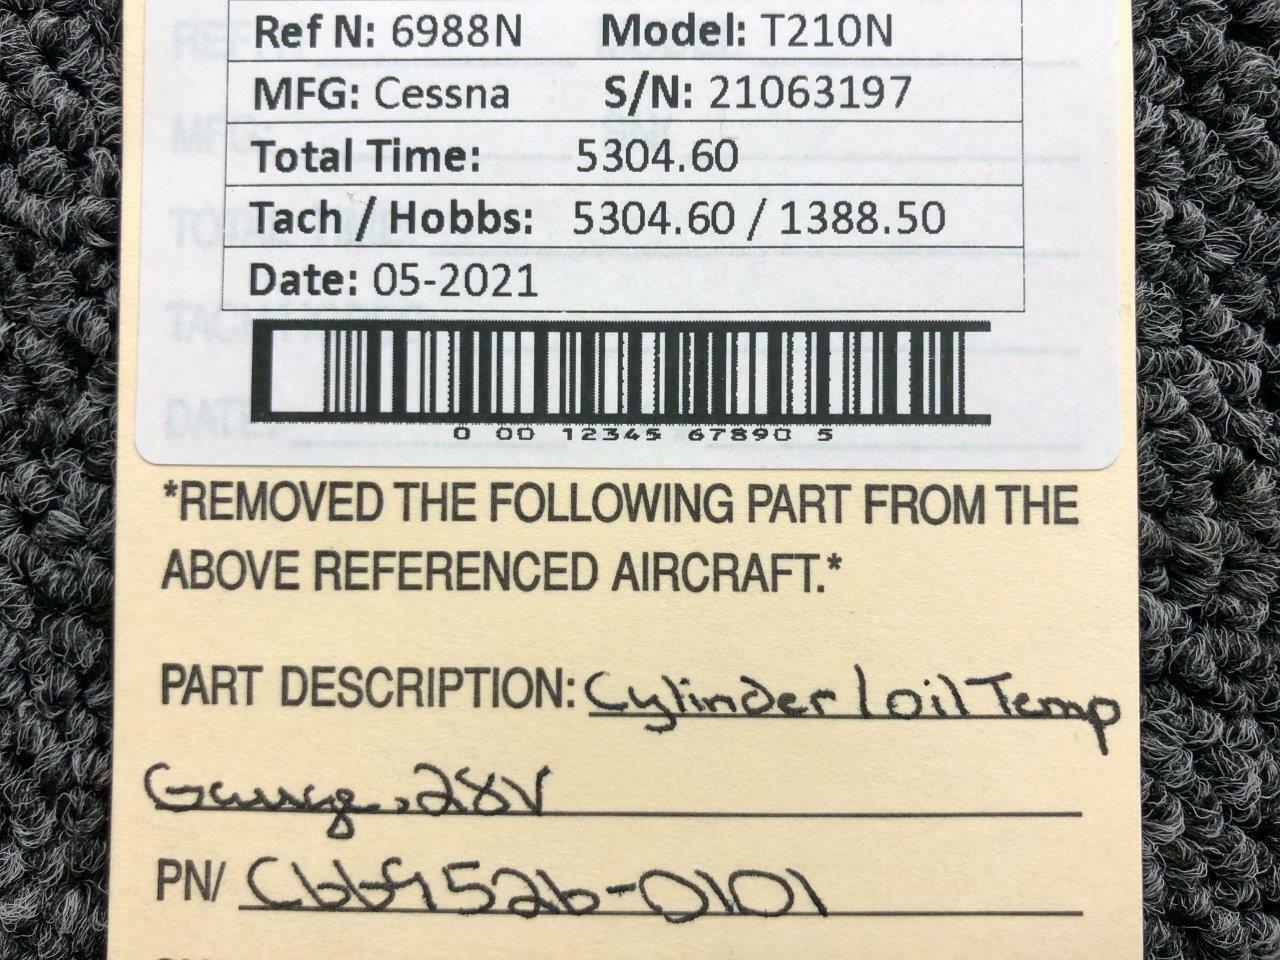 Ref N: 6988N Model: T210N
MFG: Cessna S/N: 21063197
Total Time: 5304.60
Tach / Hobbs: 5304.60 / 1388.50
Date: 05-2021
0 00 12345 67890 5
*REMOVED THE FOLLOWING PART FROM THE
ABOVE REFERENCED AIRCRAFT.*
PART DESCRIPTION: Cylinder/oil Temp
Gauge, 28V
PN/